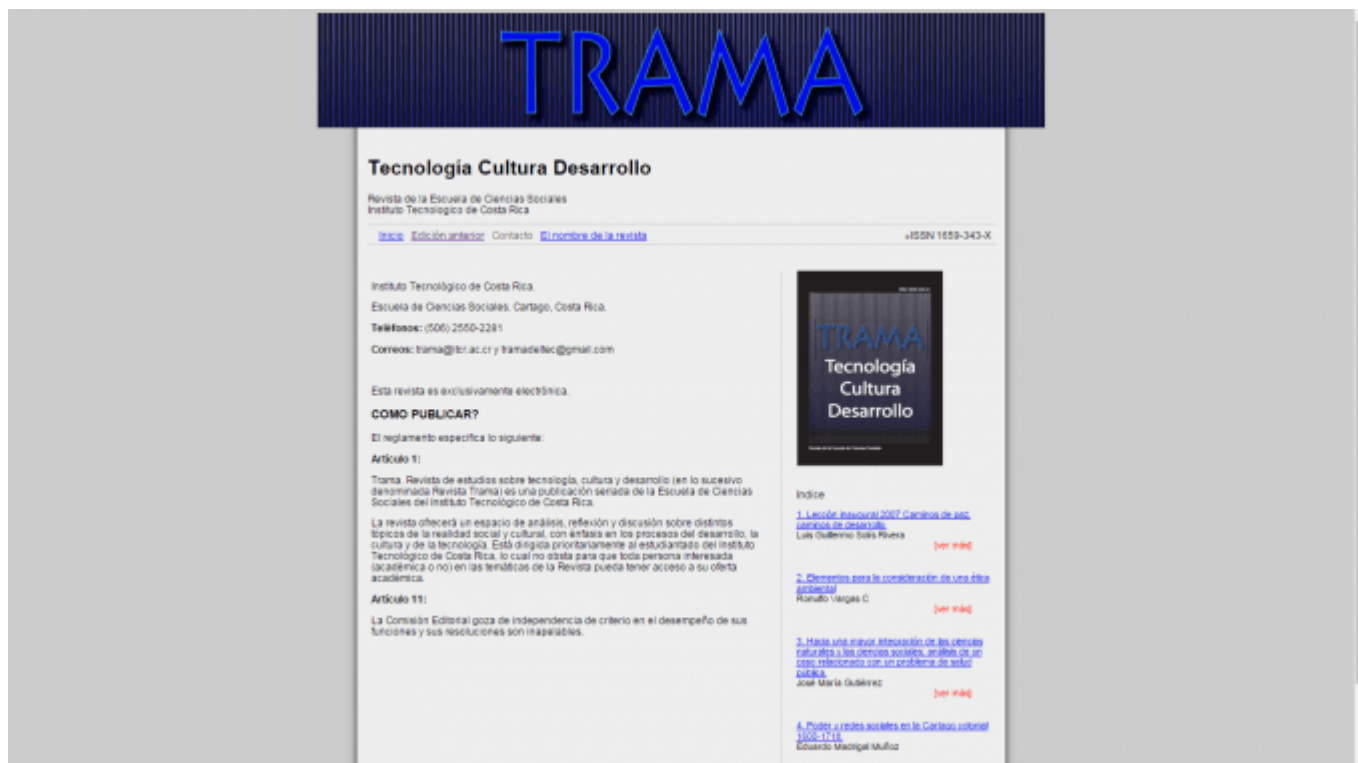 TRAMA
Tecnología Cultura Desarrollo
Revista de la Escuela de Ciencias Sociales
Instituto Tecnologico de Costa Rica
Inicio Edición anterior Contacto El nombre de la revista
ISSN 1659-343-X
Instituto Tecnológico de Costa Rica.
Escuela de Ciencias Sociales. Cartago, Costa Rica.
Teléfonos: (506) 2550-2281
Correos: trama@itcr.ac.cr y tramadeltec@gmail.com
Esta revista es exclusivamente electrónica.
COMO PUBLICAR?
El reglamento especifica lo siguiente:
Artículo 1:
Trama. Revista de estudios sobre tecnología, cultura y desarrollo (en lo sucesivo
denominada Revista Trama) es una publicación seriada de la Escuela de Ciencias
Sociales del Instituto Tecnológico de Costa Rica.
La revista ofrecerá un espacio de análisis, reflexión y discusión sobre distintos
tópicos de la realidad social y cultural, con énfasis en los procesos del desarrollo, la
cultura y de la tecnología. Está dirigida prioritariamente al estudiantado del Instituto
Tecnológico de Costa Rica, lo cual no obsta para que toda persona interesada
(académica o no) en las temáticas de la Revista pueda tener acceso a su oferta
académica.
Artículo 11:
La Comisión Editorial goza de independencia de criterio en el desempeño de sus
funciones y sus resoluciones son inapelables.
TRAMA
Tecnología
Cultura
Desarrollo
Revista de la Escuela de Ciencias Sociales
Indice
1. Lección inaugural 2007 Caminos de paz,
caminos de desarrollo.
Luis Guillermo Solís Rivera
[ver más]
2. Elementos para la consideración de una ética
ambiental
Romulfo Vargas C
[ver más]
3. Hacia una mayor integración de las ciencias
naturales y las ciencias sociales, análisis de un
caso relacionado con un problema de salud
pública.
José María Gutiérrez
[ver más]
4. Poder y redes sociales en la Cartago colonial
1600-1718.
Eduardo Madrigal Muñoz